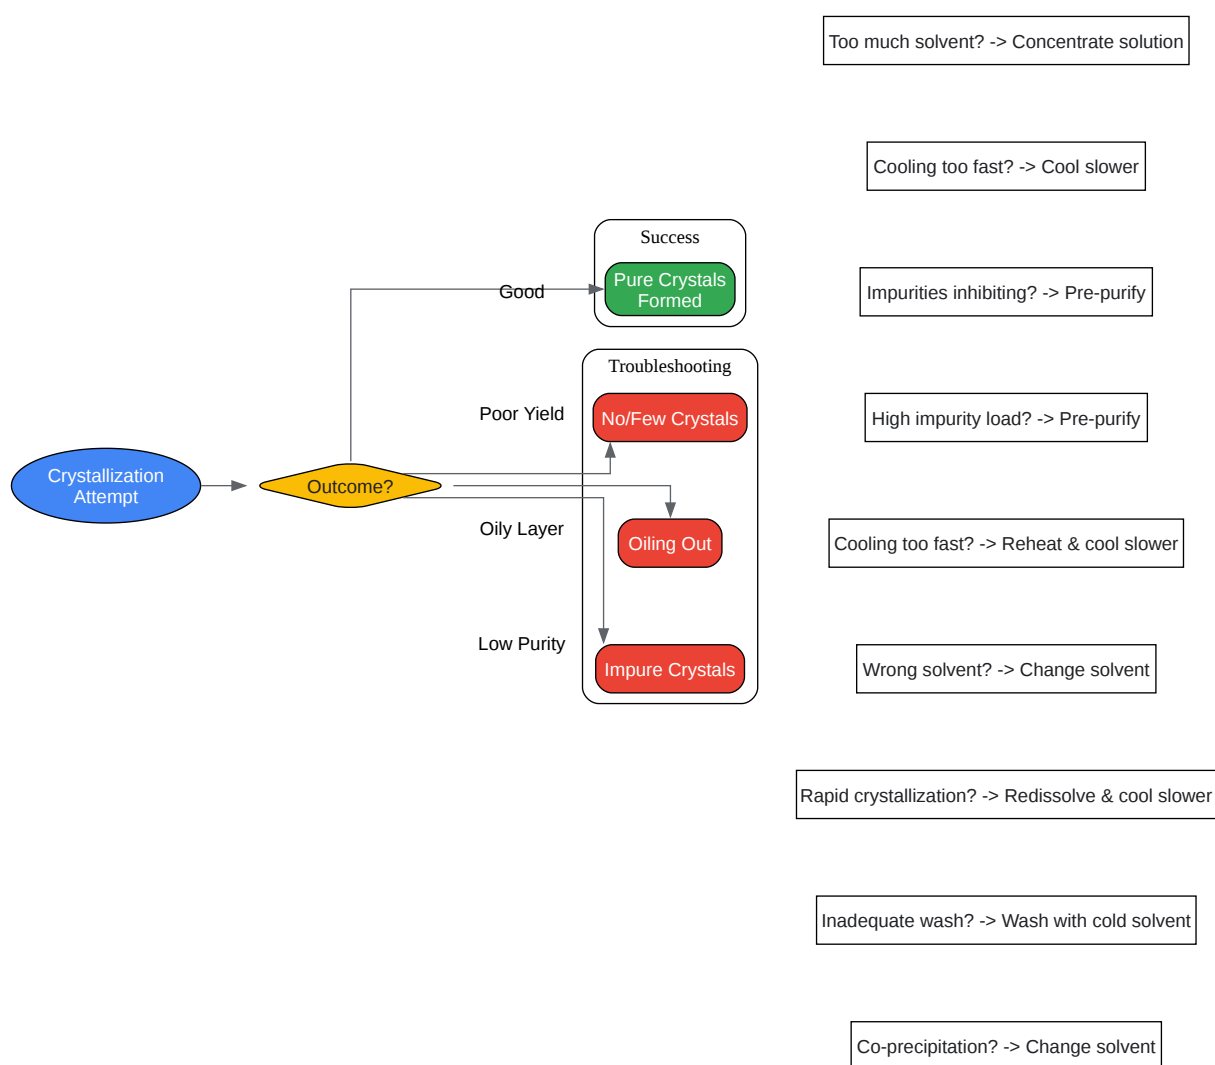 Too much solvent? -> Concentrate solution
Cooling too fast? -> Cool slower
Success
Pure Crystals
Formed
Good
Impurities inhibiting? -> Pre-purify
Troubleshooting
Poor Yield
No/Few Crystals
High impurity load? -> Pre-purify
Crystallization
Attempt
Outcome?
Oily Layer
Oiling Out
Cooling too fast? -> Reheat & cool slower
Low Purity
Impure Crystals
Wrong solvent? -> Change solvent
Rapid crystallization? -> Redissolve & cool slower
Inadequate wash? -> Wash with cold solvent
Co-precipitation? -> Change solvent